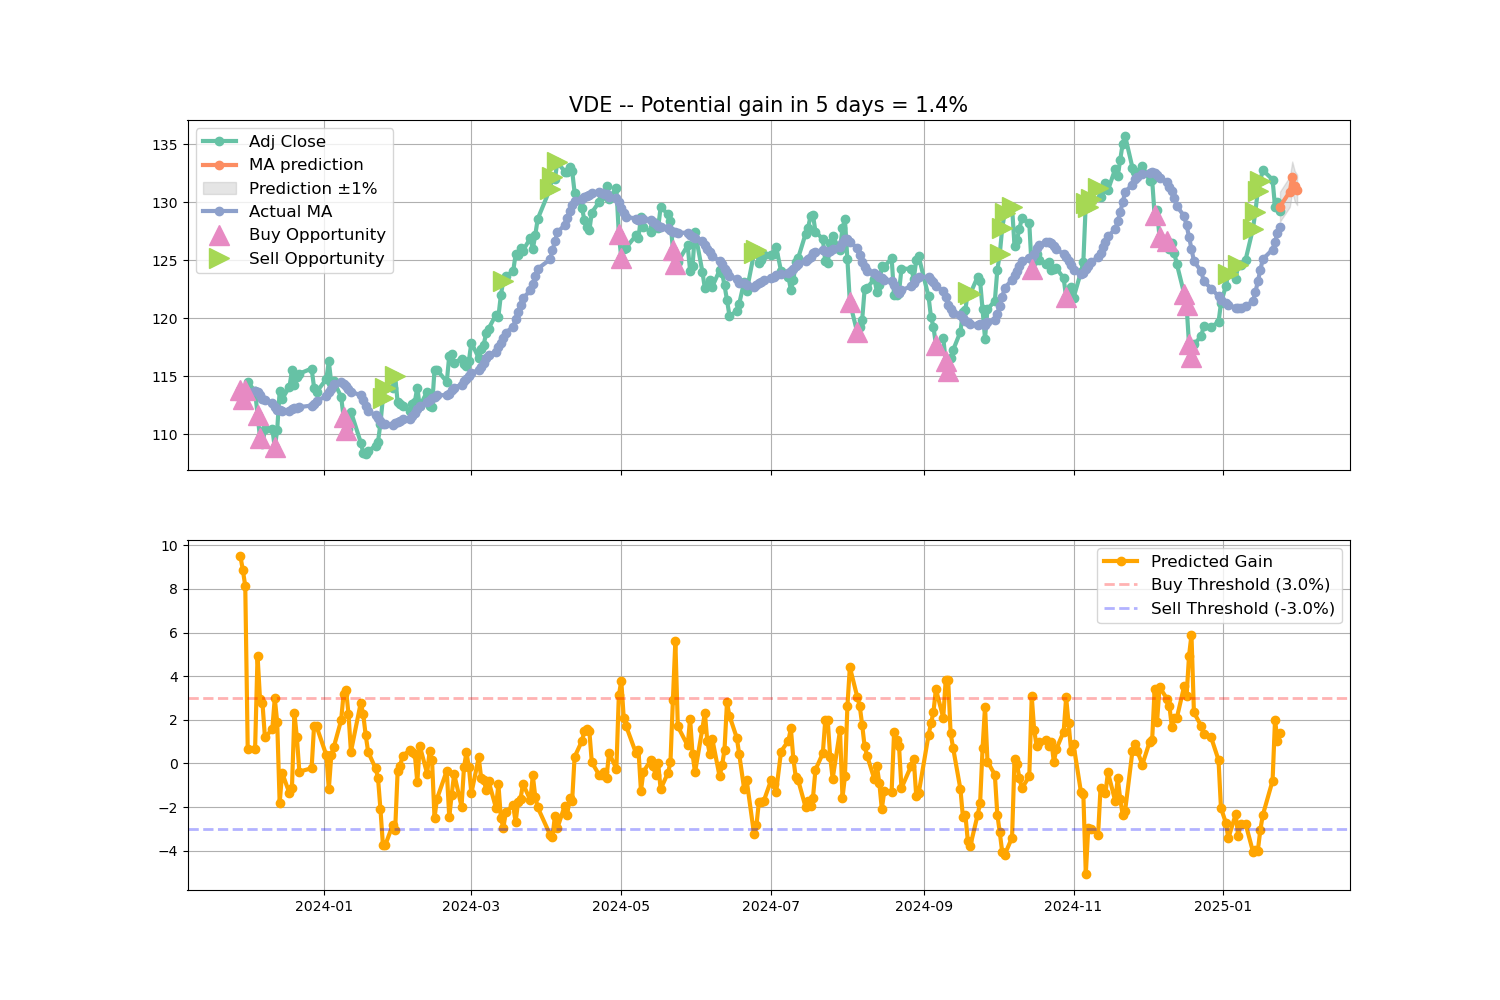 VDE -- Potential gain in 5 days = 1.4%
Adj Close
MA prediction
Prediction ±1%
Actual MA
Buy Opportunity
Sell Opportunity
135
130
125
120
115
110
Predicted Gain
Buy Threshold (3.0%)
Sell Threshold (-3.0%)
10
8
6
4
2
0
−2
−4
2024-01
2024-03
2024-05
2024-07
2024-09
2024-11
2025-01